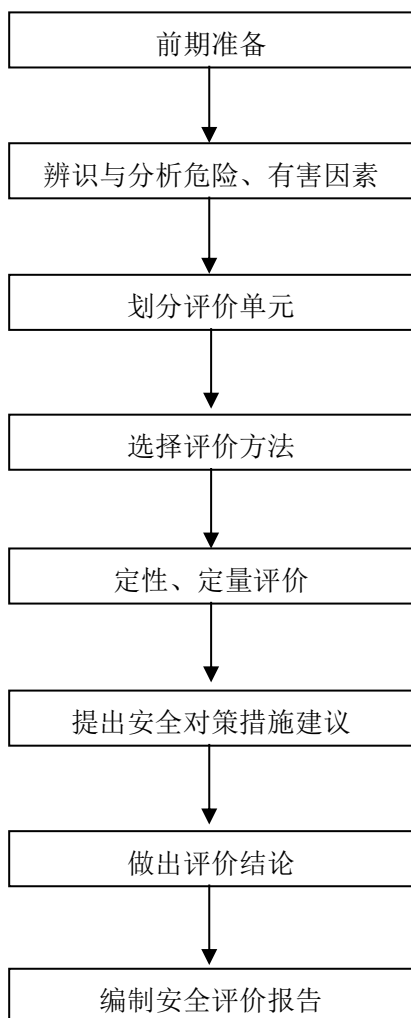 前期准备
辨识与分析危险、有害因素
划分评价单元
选择评价方法
定性、定量评价
提出安全对策措施建议
做出评价结论
编制安全评价报告